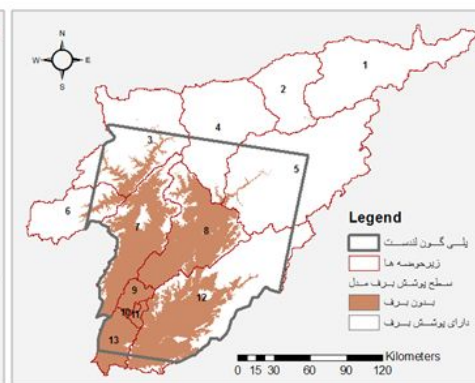 N
W E
S
1
2
3
4
5
6
7
8
9
10
11
12
13
Legend
پلی گون لندست
زیرحوضه ها
سطح پوشش برف مدل
بدون برف
دارای پوشش برف
Kilometers
0 15 30 60 90 120